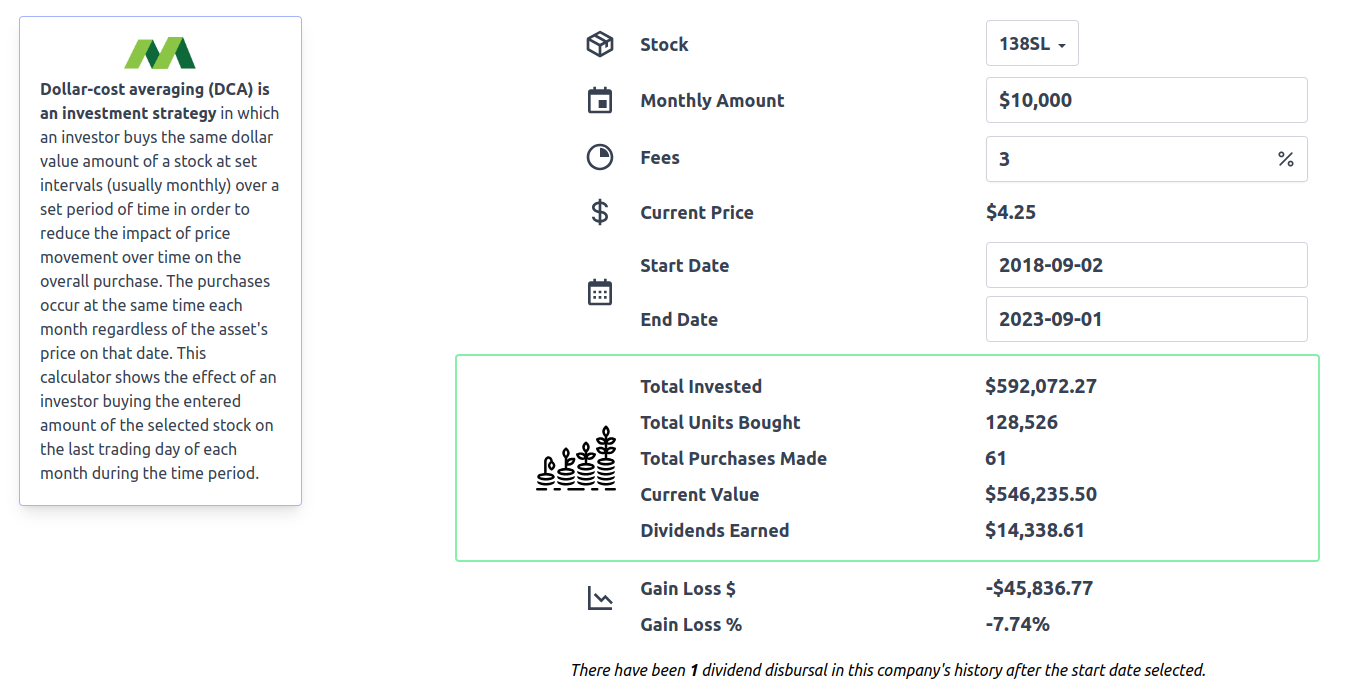 Dollar-cost averaging (DCA) is
an investment strategy in which
an investor buys the same dollar
value amount of a stock at set
intervals (usually monthly) over a
set period of time in order to
reduce the impact of price
movement over time on the
overall purchase. The purchases
occur at the same time each
month regardless of the asset's
price on that date. This
calculator shows the effect of an
investor buying the entered
amount of the selected stock on
the last trading day of each
month during the time period.
Stock 138SL
Monthly Amount $10,000
Fees 3 %
Current Price $4.25
Start Date 2018-09-02
End Date 2023-09-01
Total Invested $592,072.27
Total Units Bought 128,526
Total Purchases Made 61
Current Value $546,235.50
Dividends Earned $14,338.61
Gain Loss $ -$45,836.77
Gain Loss % -7.74%
There have been 1 dividend disbursal in this company's history after the start date selected.